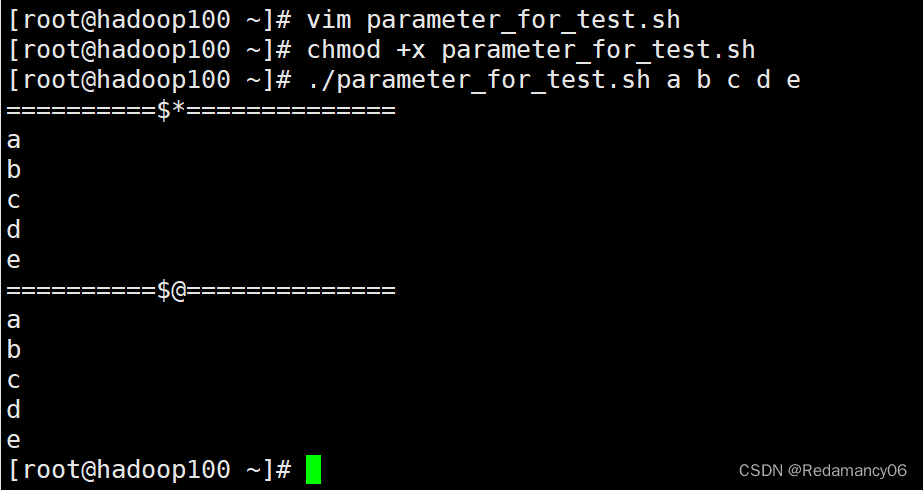 [root@hadoop100 ~]# vim parameter_for_test.sh
[root@hadoop100 ~]# chmod +x parameter_for_test.sh
[root@hadoop100 ~]# ./parameter_for_test.sh a b c d e
==========$*==============
a
b
c
d
e
==========$@==============
a
b
c
d
e
[root@hadoop100 ~]#
CSDN @Redamancy06